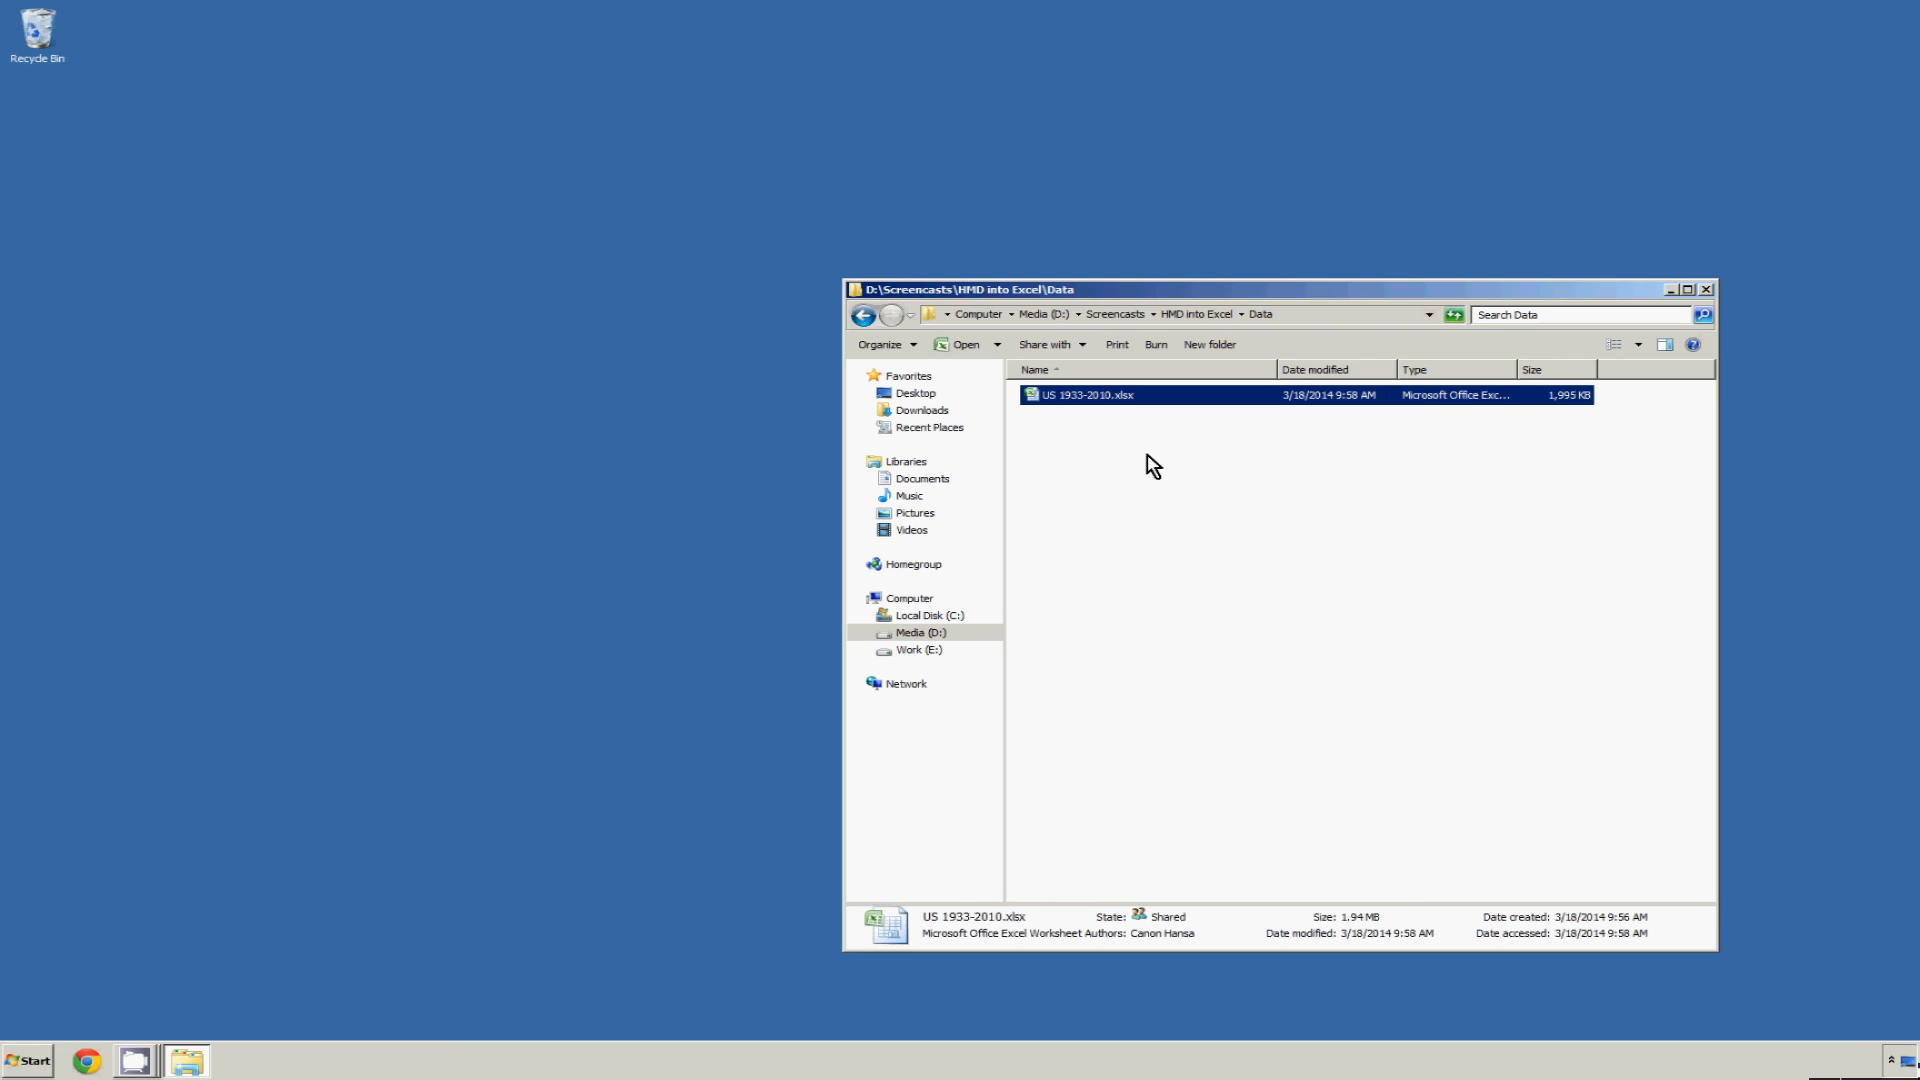 Recycle Bin
D:\Screencasts\HMD into Excel\Data
Computer Media (D:) Screencasts HMD into Excel Data
Search Data
Organize Open Share with Print Burn New folder
Name Date modified Type Size
US 1933-2010.xlsx 3/18/2014 9:58 AM Microsoft Office Exc... 1,995 KB
Favorites
Desktop
Downloads
Recent Places
Libraries
Documents
Music
Pictures
Videos
Homegroup
Computer
Local Disk (C:)
Media (D:)
Work (E:)
Network
US 1933-2010.xlsx State: Shared Size: 1.94 MB Date created: 3/18/2014 9:56 AM
Microsoft Office Excel Worksheet Authors: Canon Hansa Date modified: 3/18/2014 9:58 AM Date accessed: 3/18/2014 9:58 AM
Start